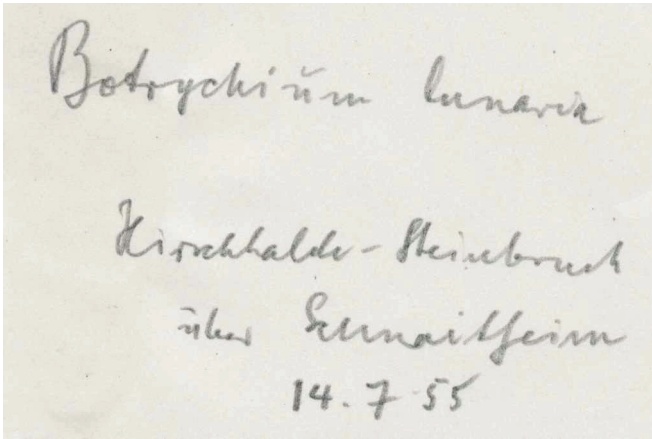 Botrychium lunaria
Hirschhalde-Steinbruch
über Schnaitheim
14.7 55